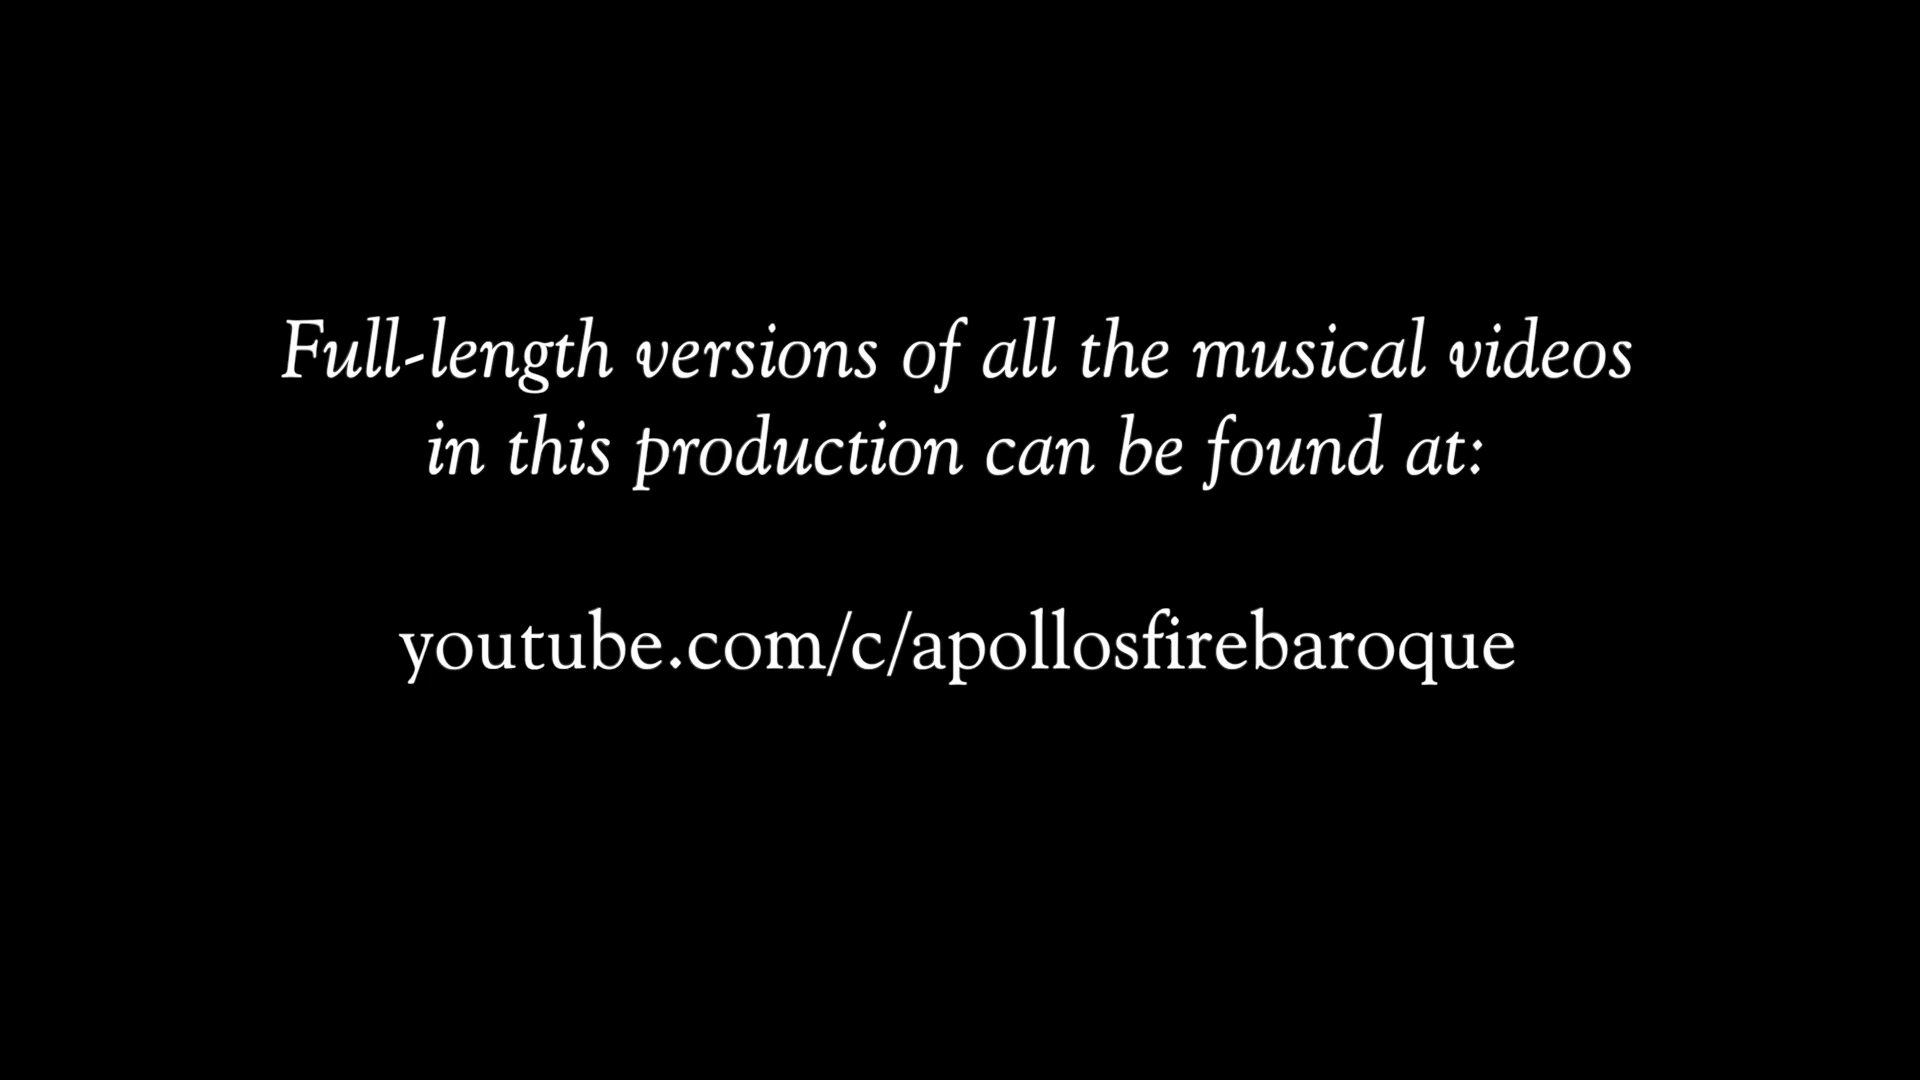 Full-length versions of all the musical videos
in this production can be found at:
youtube.com/c/apollosfirebaroque